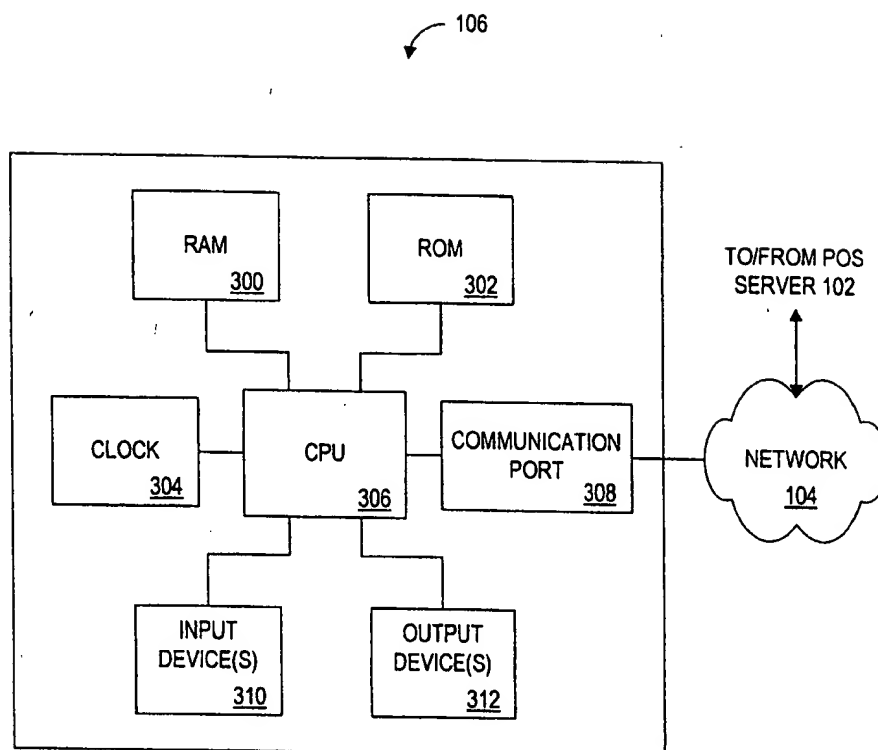 106
RAM
300
ROM
302
TO/FROM POS
SERVER 102
CLOCK
304
CPU
306
COMMUNICATION
PORT
308
NETWORK
104
INPUT
DEVICE(S)
310
OUTPUT
DEVICE(S)
312